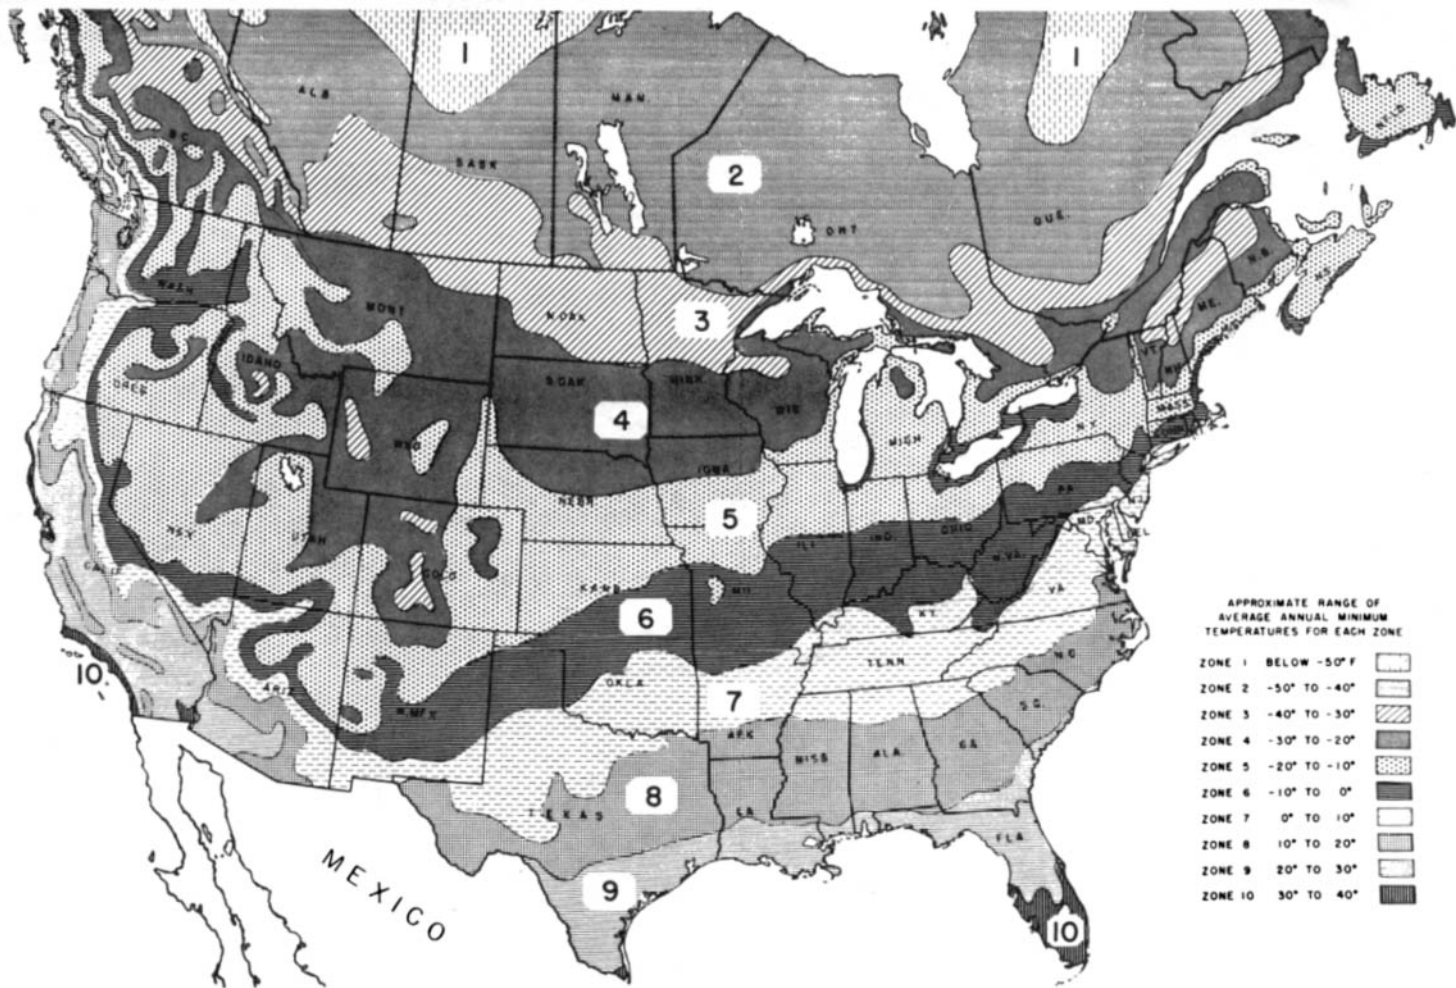 1
1
ALB.
MAN.
B.C.
SASK
2
ONT
QUE.
NFLD
N.B.
N.S.
WASH
MONT
N.DAK
3
ME.
VT.
N.H.
IDAHO
OREG
S.DAK
MINN.
WIS
4
WYO
MICH
N.Y.
MASS
CONN
IOWA
NEBR
PA.
NEV
UTAH
5
ILL
IND.
OHIO
N.J.
MD.
DEL
W.VA.
COLO
CALIF
KANS
6
MO.
KY.
VA.
10
ARIZ
N.MEX
OKLA
TENN.
N.C.
7
ARK
S.C.
MISS
ALA.
GA
TEXAS
8
LA.
FLA.
9
10
MEXICO
APPROXIMATE RANGE OF
AVERAGE ANNUAL MINIMUM
TEMPERATURES FOR EACH ZONE
ZONE 1 BELOW -50° F
ZONE 2 -50° TO -40°
ZONE 3 -40° TO -30°
ZONE 4 -30° TO -20°
ZONE 5 -20° TO -10°
ZONE 6 -10° TO 0°
ZONE 7 0° TO 10°
ZONE 8 10° TO 20°
ZONE 9 20° TO 30°
ZONE 10 30° TO 40°